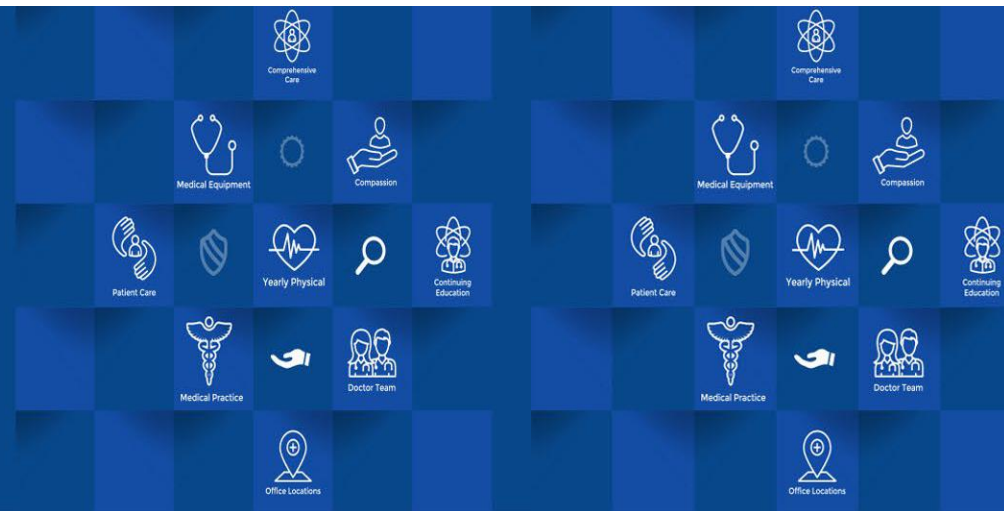 Comprehensive
Care
Comprehensive
Care
Medical Equipment
Compassion
Medical Equipment
Compassion
Patient Care
Yearly Physical
Continuing
Education
Patient Care
Yearly Physical
Continuing
Education
Medical Practice
Doctor Team
Medical Practice
Doctor Team
Office Locations
Office Locations